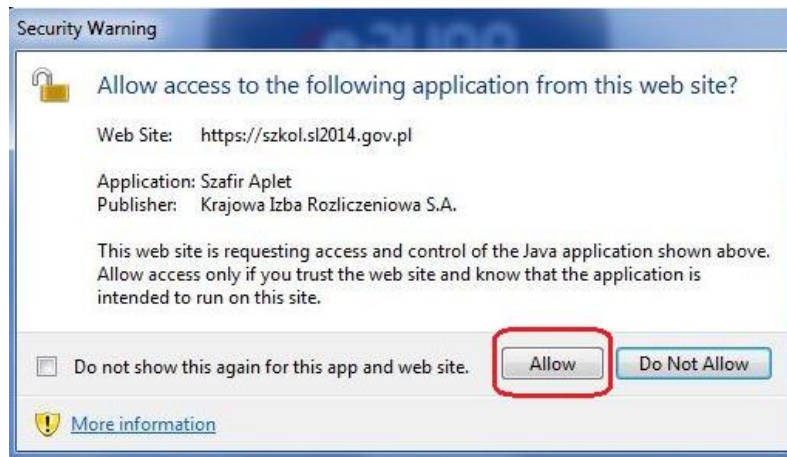 Security Warning
Allow access to the following application from this web site?
Web Site: https://szkol.sl2014.gov.pl
Application: Szafir Aplet
Publisher: Krajowa Izba Rozliczeniowa S.A.
This web site is requesting access and control of the Java application shown above.
Allow access only if you trust the web site and know that the application is
intended to run on this site.
Do not show this again for this app and web site. Allow Do Not Allow
More information